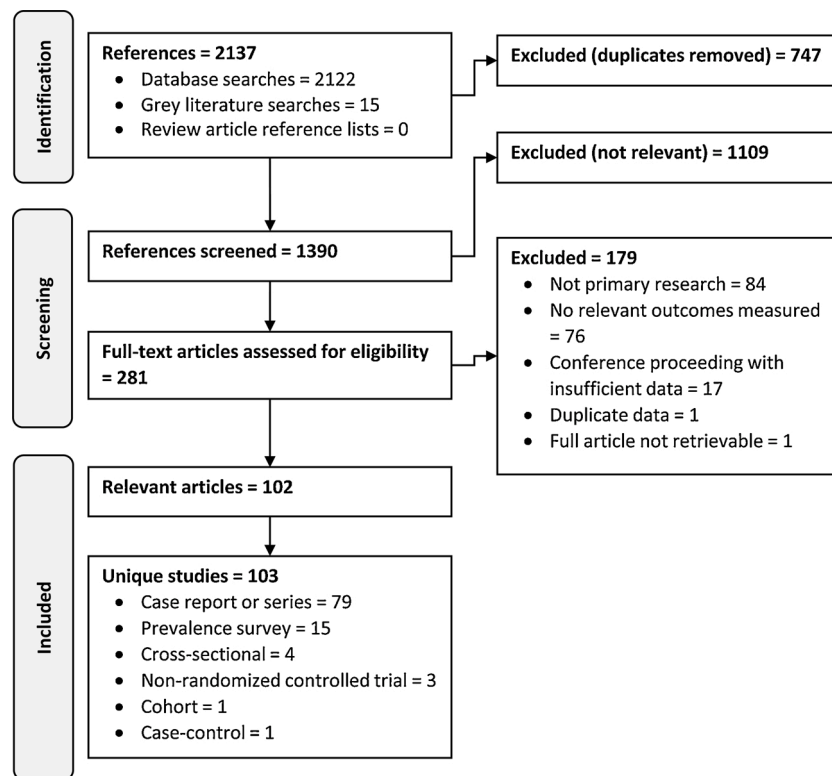 Identification
References = 2137
• Database searches = 2122
• Grey literature searches = 15
• Review article reference lists = 0
Excluded (duplicates removed) = 747
Excluded (not relevant) = 1109
Screening
References screened = 1390
Full-text articles assessed for eligibility
= 281
Excluded = 179
• Not primary research = 84
• No relevant outcomes measured
= 76
• Conference proceeding with
insufficient data = 17
• Duplicate data = 1
• Full article not retrievable = 1
Included
Relevant articles = 102
Unique studies = 103
• Case report or series = 79
• Prevalence survey = 15
• Cross-sectional = 4
• Non-randomized controlled trial = 3
• Cohort = 1
• Case-control = 1